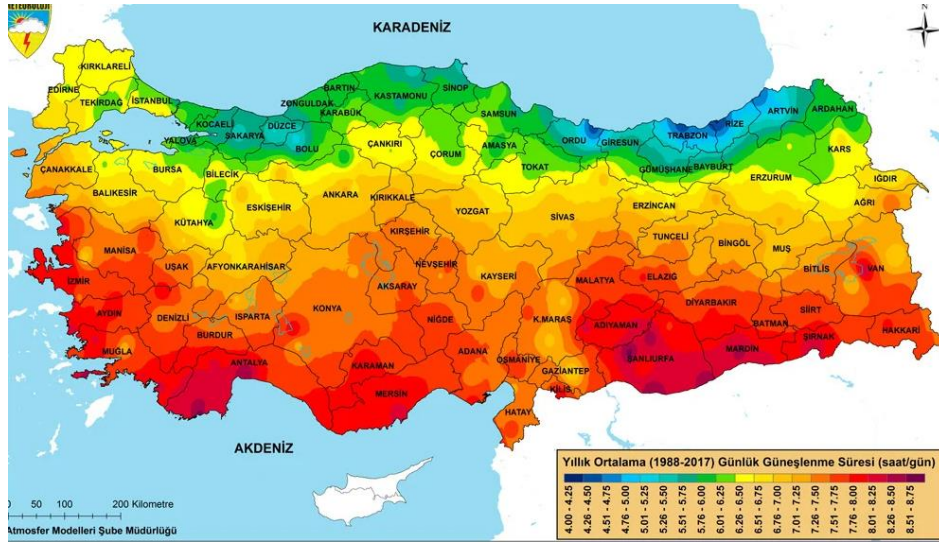 METEOROLOJİ
KARADENİZ
N
KIRKLARELİ
EDİRNE
TEKİRDAĞ
İSTANBUL
KOCAELİ
YALOVA
SAKARYA
DÜZCE
BOLU
ZONGULDAK
BARTIN
KARABÜK
KASTAMONU
SİNOP
SAMSUN
ORDU
GİRESUN
TRABZON
RİZE
ARTVİN
ARDAHAN
KARS
IĞDIR
ÇANKIRI
ÇORUM
AMASYA
TOKAT
GÜMÜŞHANE
BAYBURT
ERZURUM
AĞRI
ÇANAKKALE
BALIKESİR
BURSA
BİLECİK
KÜTAHYA
ESKİŞEHİR
ANKARA
KIRIKKALE
YOZGAT
SİVAS
ERZİNCAN
TUNCELİ
BİNGÖL
MUŞ
BİTLİS
VAN
MANİSA
İZMİR
UŞAK
AFYONKARAHİSAR
KIRŞEHİR
NEVŞEHİR
AKSARAY
KAYSERİ
MALATYA
ELAZIĞ
DİYARBAKIR
BATMAN
SİİRT
ŞIRNAK
HAKKARİ
AYDIN
DENİZLİ
ISPARTA
BURDUR
KONYA
NİĞDE
K.MARAŞ
ADIYAMAN
ŞANLIURFA
MARDİN
MUĞLA
ANTALYA
KARAMAN
MERSİN
ADANA
OSMANİYE
GAZİANTEP
KİLİS
HATAY
AKDENİZ
0 50 100 200 Kilometre
Atmosfer Modelleri Şube Müdürlüğü
Yıllık Ortalama (1988-2017) Günlük Güneşlenme Süresi (saat/gün)
4.00 - 4.25
4.26 - 4.50
4.51 - 4.75
4.76 - 5.00
5.01 - 5.25
5.26 - 5.50
5.51 - 5.75
5.76 - 6.00
6.01 - 6.25
6.26 - 6.50
6.51 - 6.75
6.76 - 7.00
7.01 - 7.25
7.26 - 7.50
7.51 - 7.75
7.76 - 8.00
8.01 - 8.25
8.26 - 8.50
8.51 - 8.75